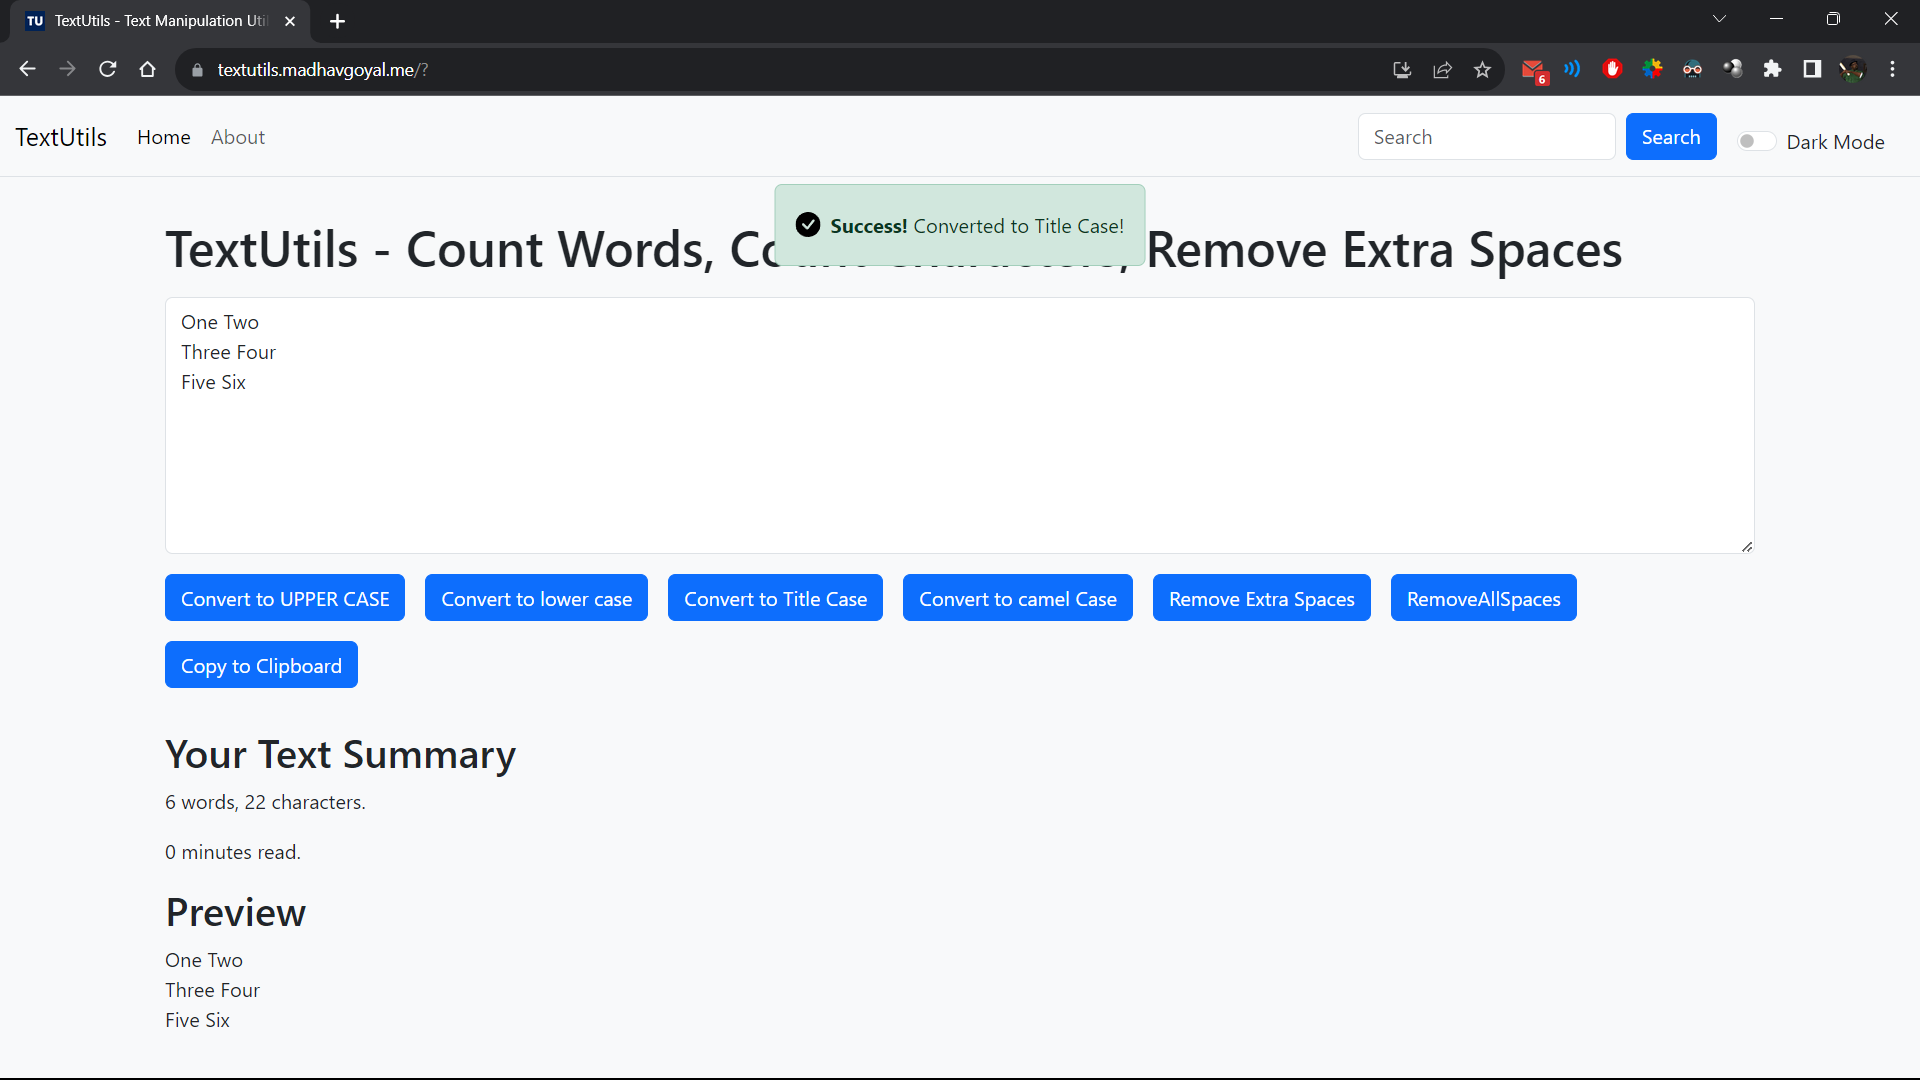 TU TextUtils - Text Manipulation Uti
textutils.madhavgoyal.me/?
6
TextUtils Home About Search Search Dark Mode
Success! Converted to Title Case!
TextUtils - Count Words, Remove Extra Spaces
One Two
Three Four
Five Six
Convert to UPPER CASE Convert to lower case Convert to Title Case Convert to camel Case Remove Extra Spaces RemoveAllSpaces
Copy to Clipboard
Your Text Summary
6 words, 22 characters.
0 minutes read.
Preview
One Two
Three Four
Five Six